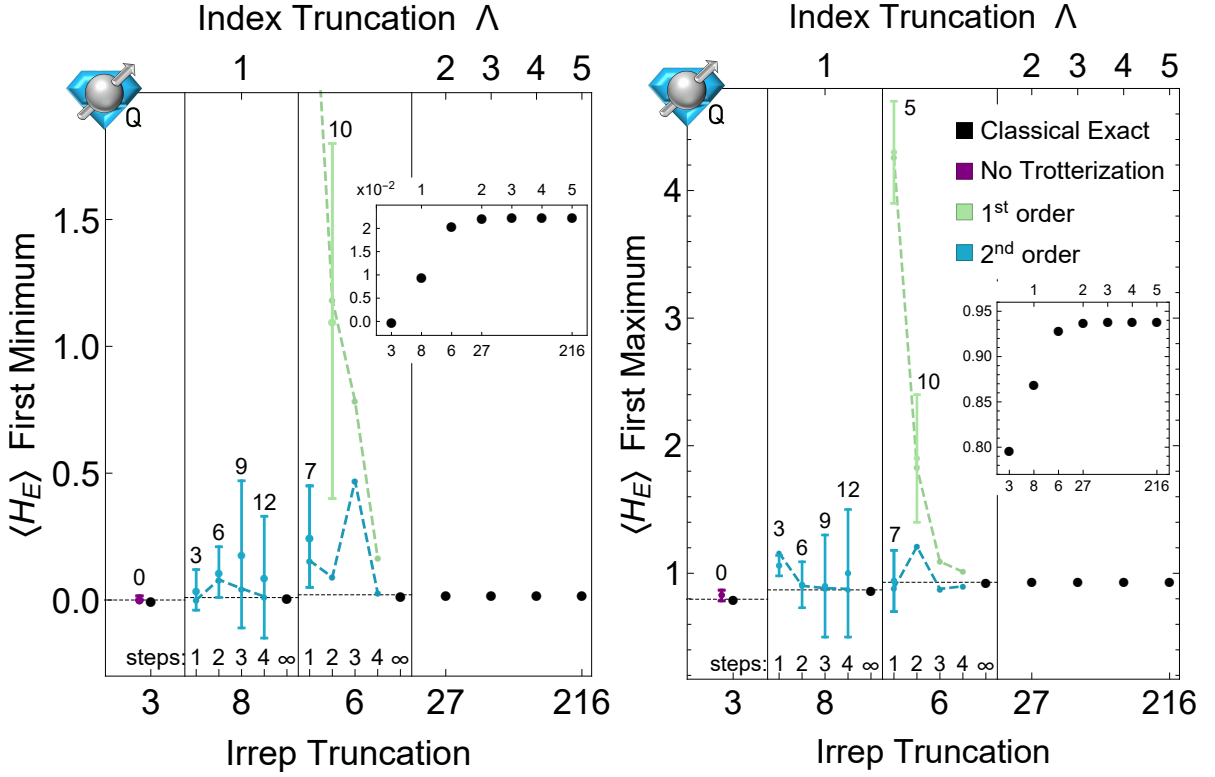 Index Truncation Λ
1 2 3 4 5
Q
⟨H_E⟩ First Minimum
1.5
1.0
0.5
0.0
10
x10⁻²
1 2 3 4 5
2
1.5
1
0.5
0.0
3 8 6 27 216
0
3
6
9
12
7
steps: 1 2 3 4 ∞ 1 2 3 4 ∞
3 8 6 27 216
Irrep Truncation
Index Truncation Λ
1 2 3 4 5
Q
⟨H_E⟩ First Maximum
4
3
2
1
5
Classical Exact
No Trotterization
1st order
2nd order
1 2 3 4 5
0.95
0.90
0.85
0.80
3 8 6 27 216
10
0
3
6
9
12
7
steps: 1 2 3 4 ∞ 1 2 3 4 ∞
3 8 6 27 216
Irrep Truncation